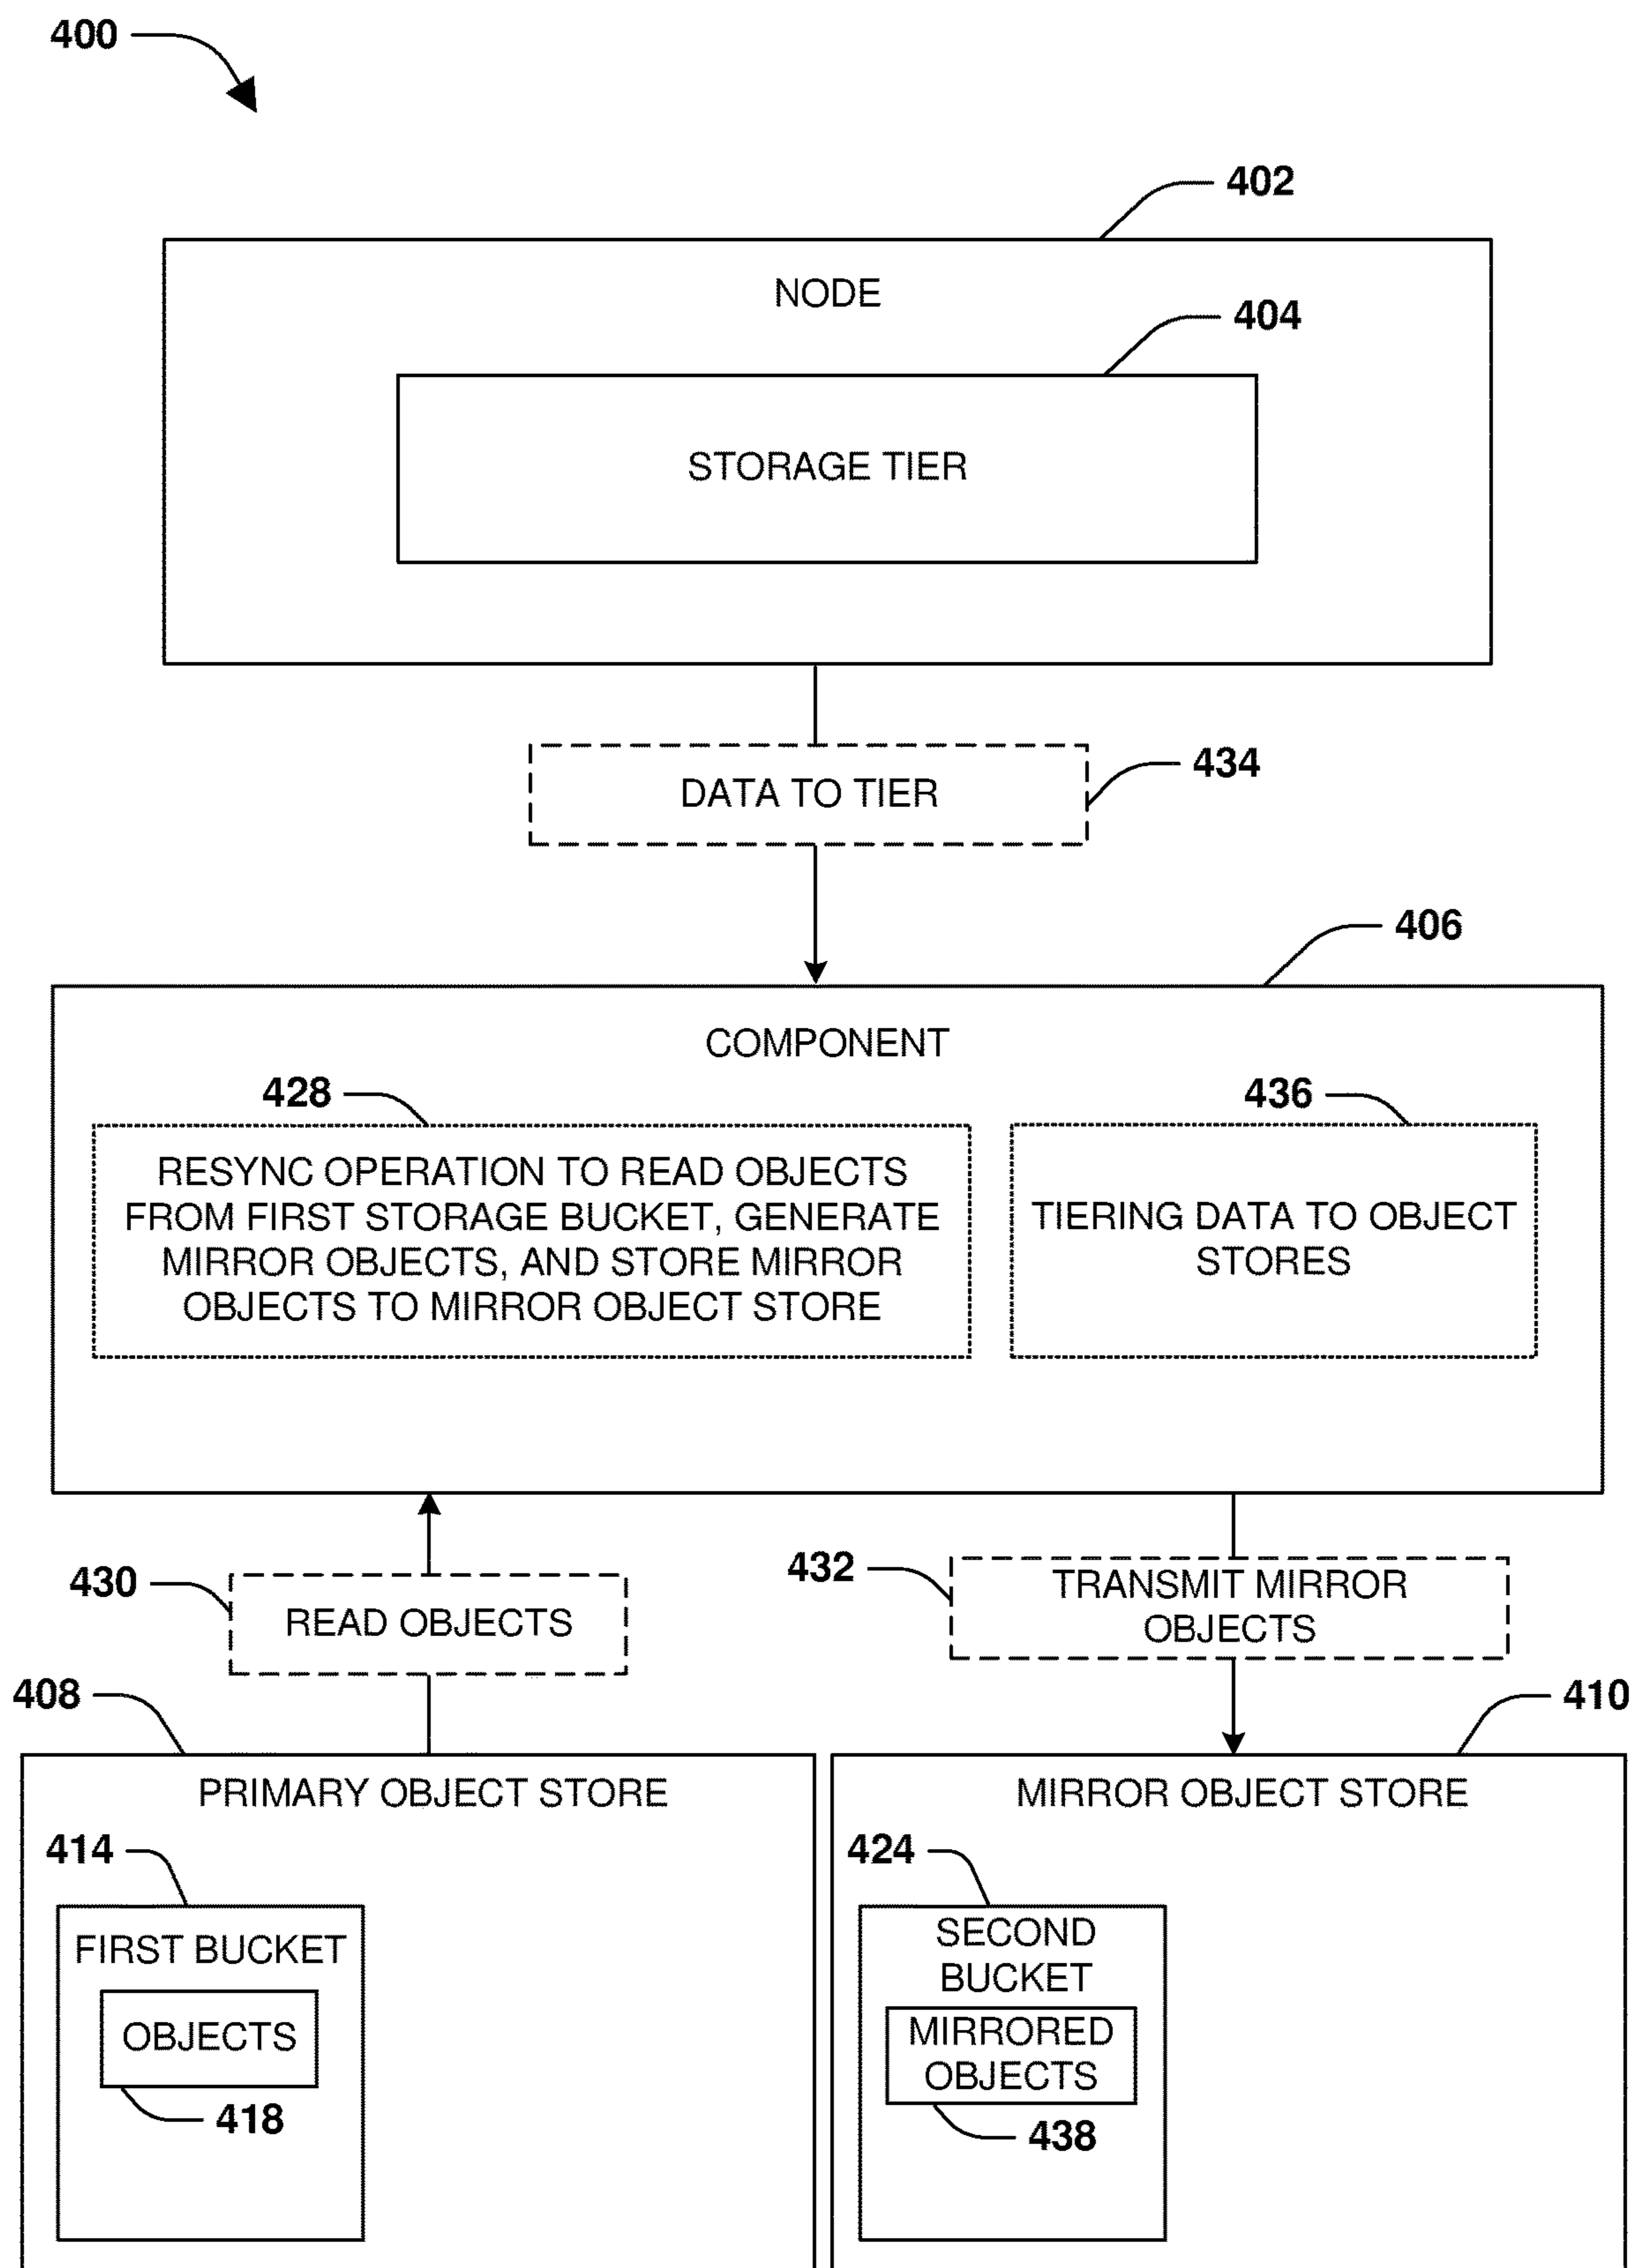 400
402
NODE
404
STORAGE TIER
DATA TO TIER
434
406
COMPONENT
428
436
RESYNC OPERATION TO READ OBJECTS
FROM FIRST STORAGE BUCKET, GENERATE
MIRROR OBJECTS, AND STORE MIRROR
OBJECTS TO MIRROR OBJECT STORE
TIERING DATA TO OBJECT
STORES
430
READ OBJECTS
432
TRANSMIT MIRROR
OBJECTS
408
410
PRIMARY OBJECT STORE
MIRROR OBJECT STORE
414
424
FIRST BUCKET
OBJECTS
418
SECOND
BUCKET
MIRRORED
OBJECTS
438